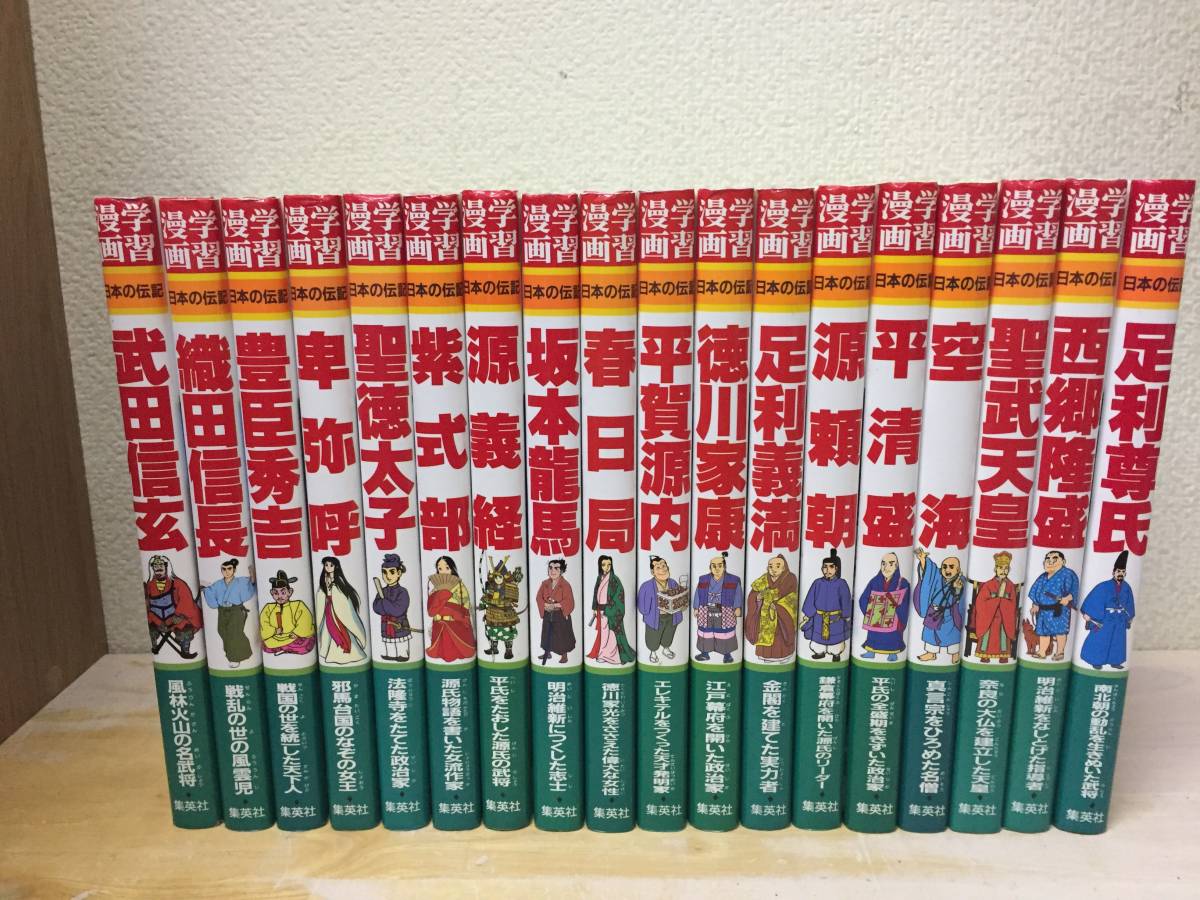 学習
漫画
日本の伝記
武田信玄
風林火山の名武将
集英社
学習
漫画
日本の伝記
織田信長
戦乱の世の風雲児
集英社
学習
漫画
日本の伝記
豊臣秀吉
戦国の世を統一した天下人
集英社
学習
漫画
日本の伝記
卑弥呼
邪馬台国のなぞの女王
集英社
学習
漫画
日本の伝記
聖徳太子
法隆寺をたてた政治家
集英社
学習
漫画
日本の伝記
紫式部
源氏物語を書いた女流作家
集英社
学習
漫画
日本の伝記
源義経
平氏をたおした源氏の武将
集英社
学習
漫画
日本の伝記
坂本龍馬
明治維新につくした志士
集英社
学習
漫画
日本の伝記
春日局
徳川家光をささえた偉大な女性
集英社
学習
漫画
日本の伝記
平賀源内
エレキテルをつくった天才発明家
集英社
学習
漫画
日本の伝記
徳川家康
江戸幕府を開いた政治家
集英社
学習
漫画
日本の伝記
足利義満
金閣を建てた実力者
集英社
学習
漫画
日本の伝記
源頼朝
鎌倉幕府を開いた源氏のリーダー
集英社
学習
漫画
日本の伝記
平清盛
平氏の全盛期をきずいた政治家
集英社
学習
漫画
日本の伝記
空海
真言宗をひろめた名僧
集英社
学習
漫画
日本の伝記
聖武天皇
奈良の大仏を建立した天皇
集英社
学習
漫画
日本の伝記
西郷隆盛
明治維新をなしとげた指導者
集英社
学習
漫画
日本の伝記
足利尊氏
南北朝の動乱を生きぬいた武将
集英社